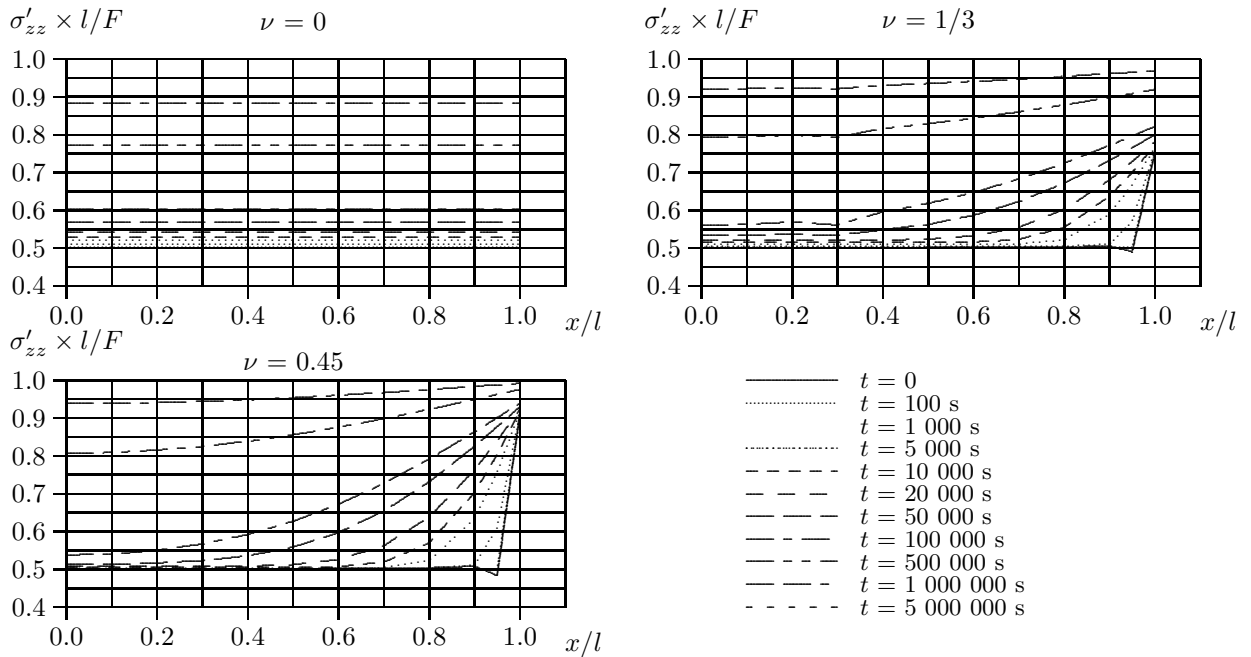 σ′zz × l/F
ν = 0
1.0
0.9
0.8
0.7
0.6
0.5
0.4
0.0 0.2 0.4 0.6 0.8 1.0 x/l
σ′zz × l/F
ν = 1/3
1.0
0.9
0.8
0.7
0.6
0.5
0.4
0.0 0.2 0.4 0.6 0.8 1.0 x/l
σ′zz × l/F
ν = 0.45
1.0
0.9
0.8
0.7
0.6
0.5
0.4
0.0 0.2 0.4 0.6 0.8 1.0 x/l
t = 0
t = 100 s
t = 1 000 s
t = 5 000 s
t = 10 000 s
t = 20 000 s
t = 50 000 s
t = 100 000 s
t = 500 000 s
t = 1 000 000 s
t = 5 000 000 s